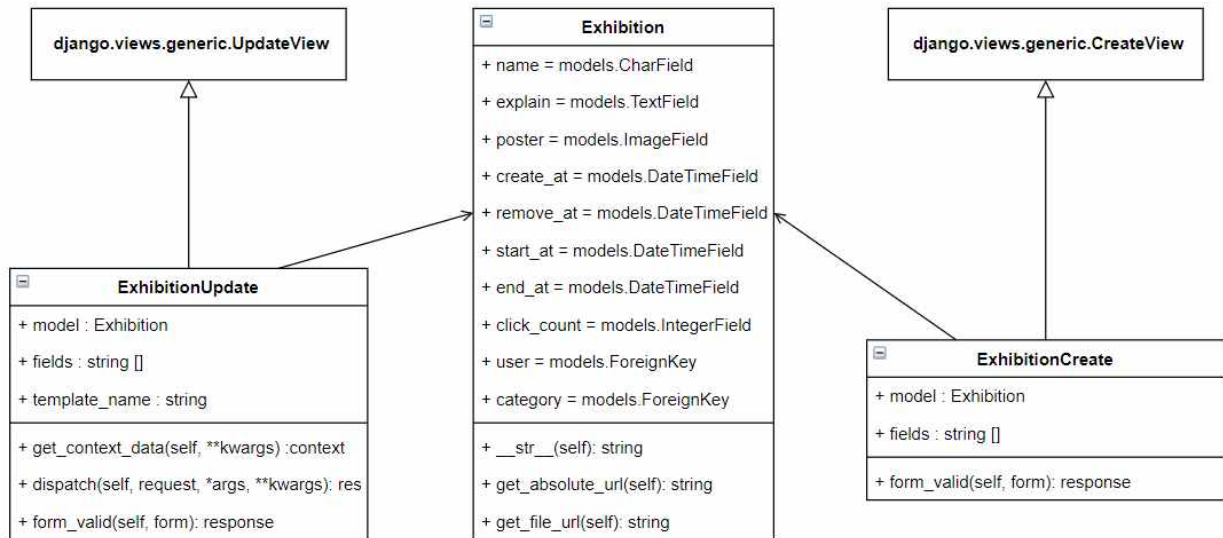 django.views.generic.UpdateView
Exhibition
+ name = models.CharField
+ explain = models.TextField
+ poster = models.ImageField
+ create_at = models.DateTimeField
+ remove_at = models.DateTimeField
+ start_at = models.DateTimeField
+ end_at = models.DateTimeField
+ click_count = models.IntegerField
+ user = models.ForeignKey
+ category = models.ForeignKey
+ __str__(self): string
+ get_absolute_url(self): string
+ get_file_url(self): string
django.views.generic.CreateView
ExhibitionUpdate
+ model : Exhibition
+ fields : string []
+ template_name : string
+ get_context_data(self, **kwargs) :context
+ dispatch(self, request, *args, **kwargs): res
+ form_valid(self, form): response
ExhibitionCreate
+ model : Exhibition
+ fields : string []
+ form_valid(self, form): response